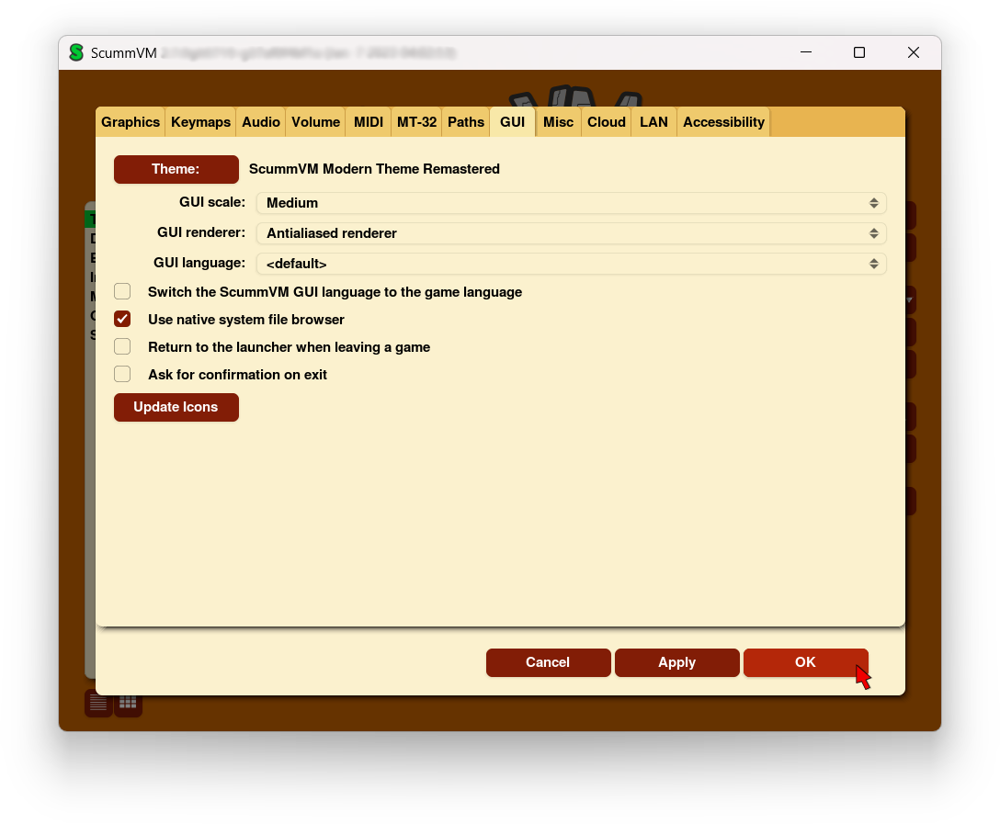 ScummVM
Graphics Keymaps Audio Volume MIDI MT-32 Paths GUI Misc Cloud LAN Accessibility
Theme: ScummVM Modern Theme Remastered
GUI scale: Medium
GUI renderer: Antialiased renderer
GUI language: <default>
Switch the ScummVM GUI language to the game language
Use native system file browser
Return to the launcher when leaving a game
Ask for confirmation on exit
Update Icons
Cancel Apply OK